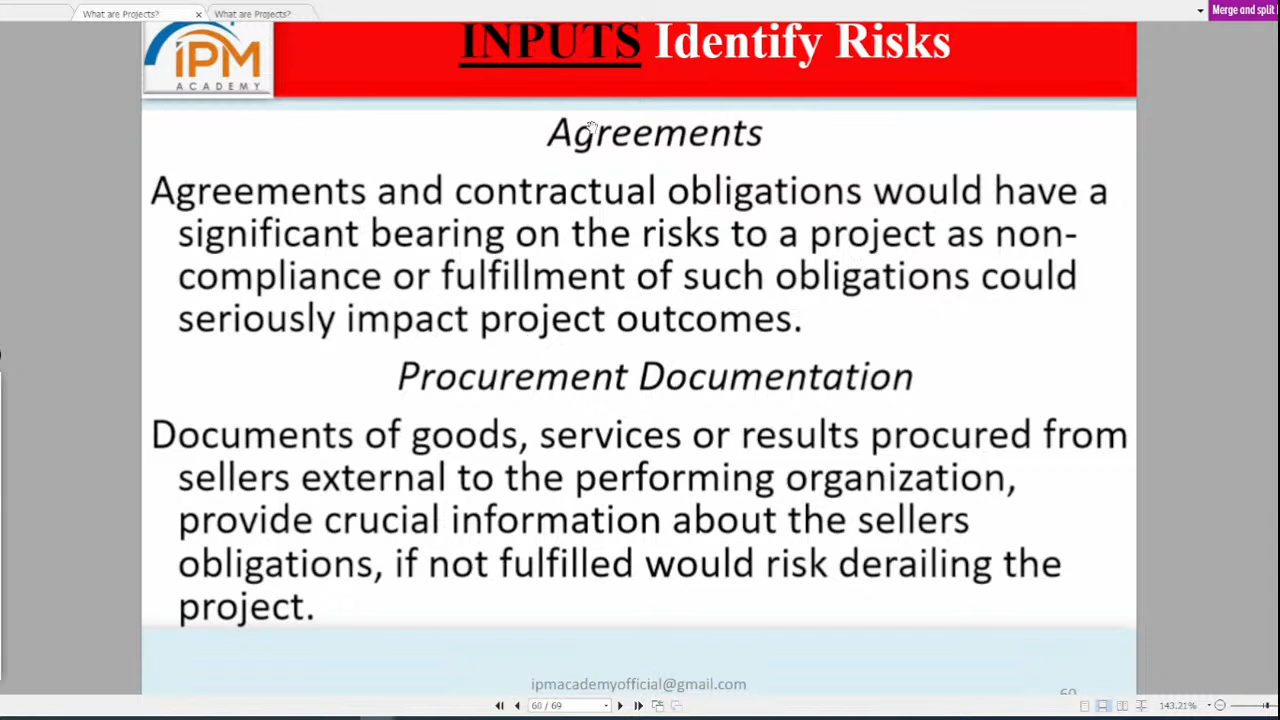 What are Projects? x What are Projects?
Merge and split
IPM
ACADEMY
INPUTS Identify Risks
Agreements
Agreements and contractual obligations would have a
significant bearing on the risks to a project as non-
compliance or fulfillment of such obligations could
seriously impact project outcomes.
Procurement Documentation
Documents of goods, services or results procured from
sellers external to the performing organization,
provide crucial information about the sellers
obligations, if not fulfilled would risk derailing the
project.
ipmacademyofficial@gmail.com
60
60 / 69
143.21%